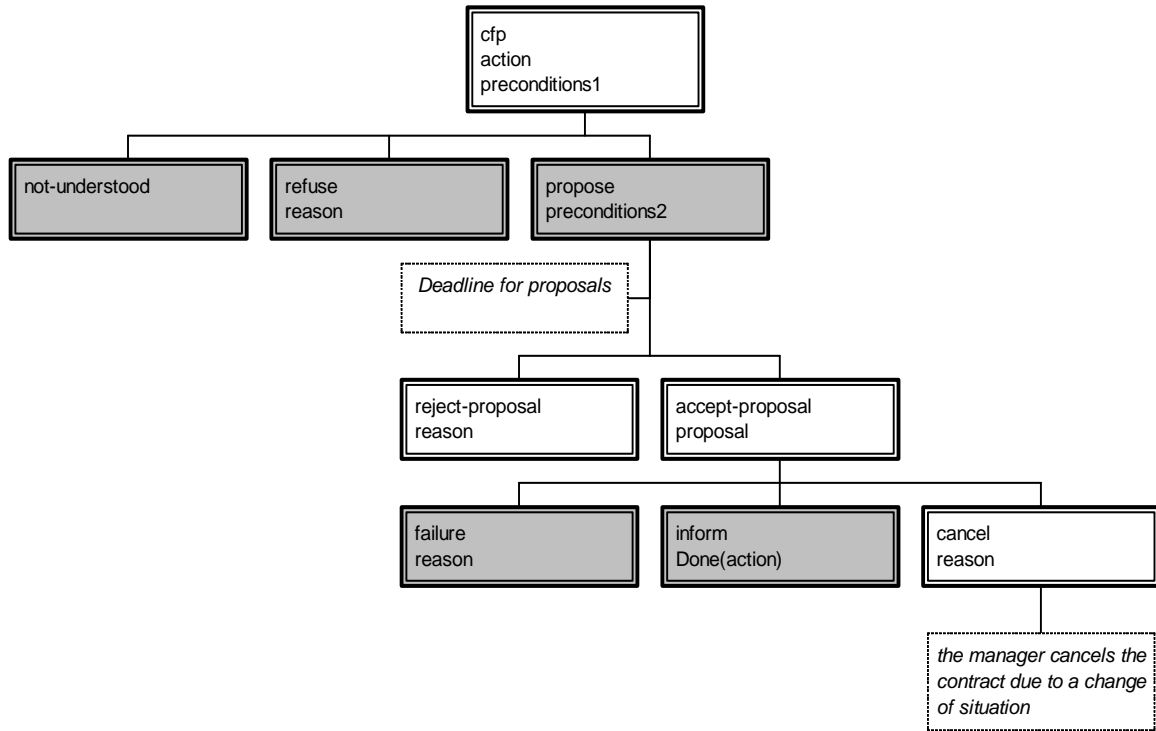 cfp
action
preconditions1
not-understood
refuse
reason
propose
preconditions2
Deadline for proposals
reject-proposal
reason
accept-proposal
proposal
failure
reason
inform
Done(action)
cancel
reason
the manager cancels the
contract due to a change
of situation